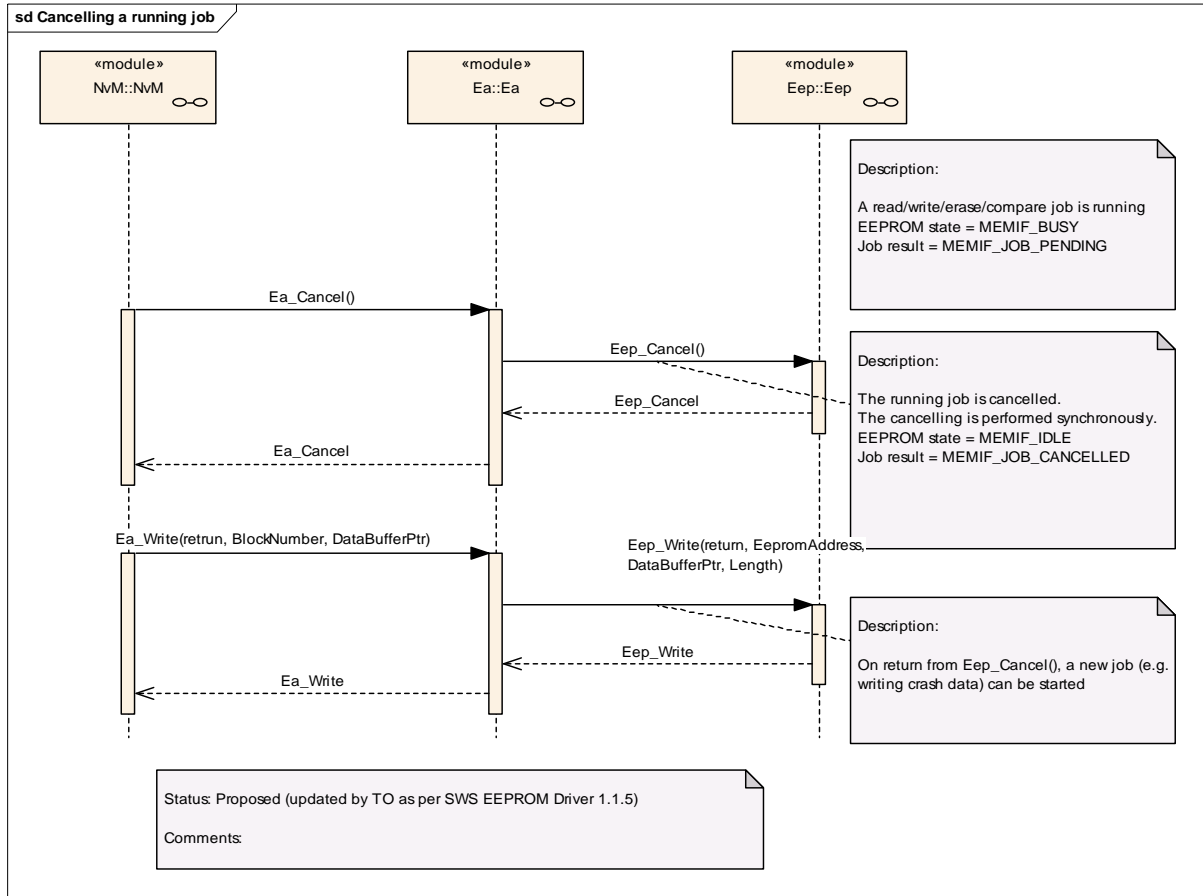 sd Cancelling a running job
«module»
NvM::NvM
«module»
Ea::Ea
«module»
Eep::Eep
Description:
A read/write/erase/compare job is running
EEPROM state = MEMIF_BUSY
Job result = MEMIF_JOB_PENDING
Ea_Cancel()
Eep_Cancel()
Description:
The running job is cancelled.
The cancelling is performed synchronously.
EEPROM state = MEMIF_IDLE
Job result = MEMIF_JOB_CANCELLED
Eep_Cancel
Ea_Cancel
Ea_Write(retrun, BlockNumber, DataBufferPtr)
Eep_Write(return, EepromAddress,
DataBufferPtr, Length)
Description:
On return from Eep_Cancel(), a new job (e.g.
writing crash data) can be started
Eep_Write
Ea_Write
Status: Proposed (updated by TO as per SWS EEPROM Driver 1.1.5)
Comments: